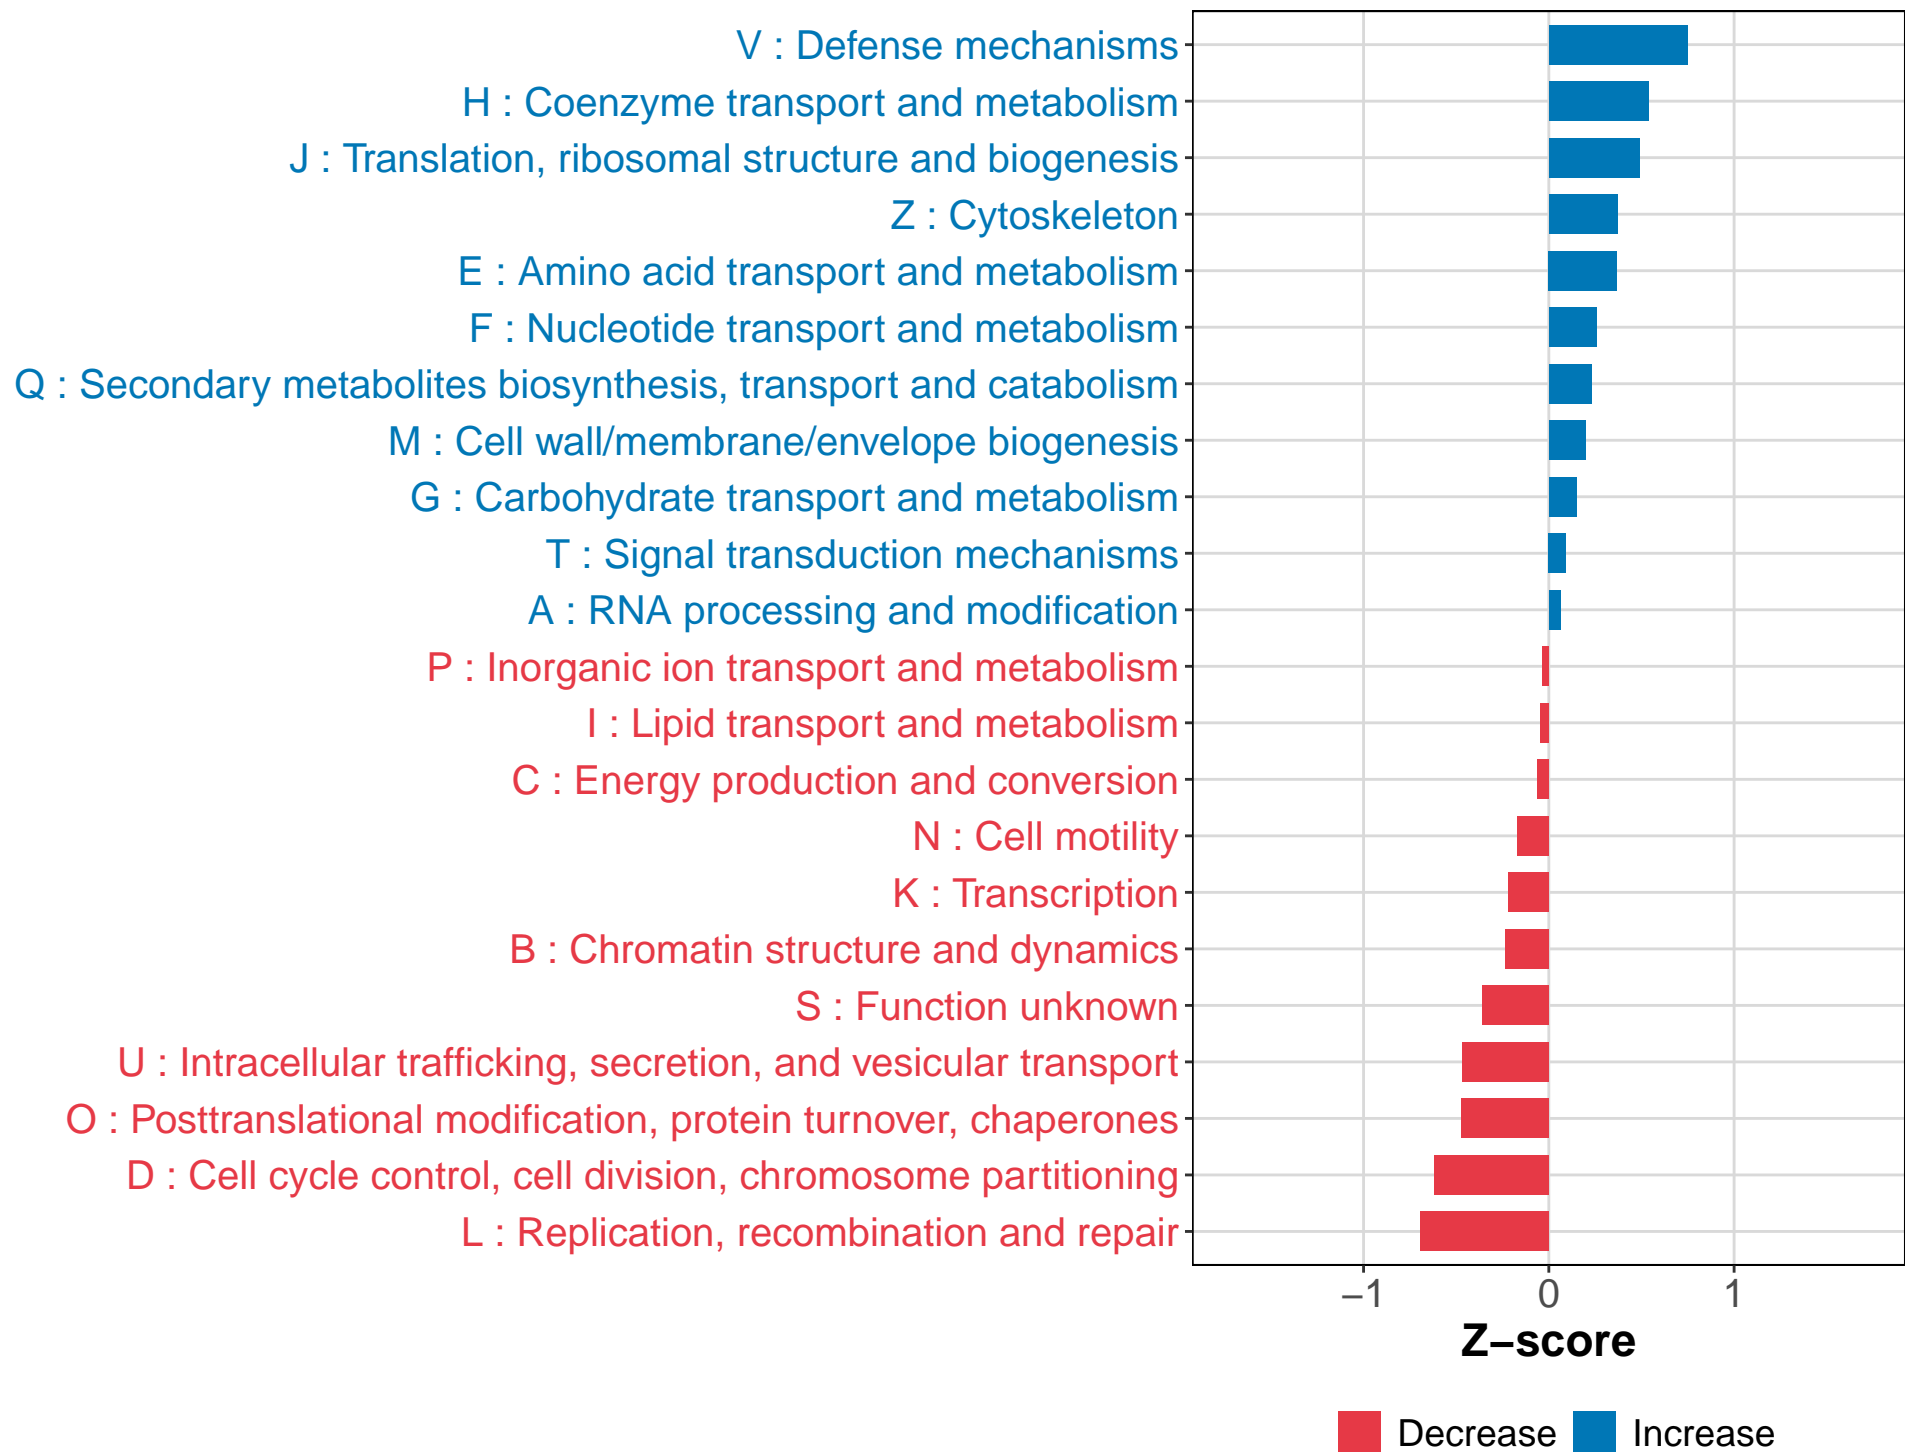 V : Defense mechanisms
H : Coenzyme transport and metabolism
J : Translation, ribosomal structure and biogenesis
Z : Cytoskeleton
E : Amino acid transport and metabolism
F : Nucleotide transport and metabolism
Q : Secondary metabolites biosynthesis, transport and catabolism
M : Cell wall/membrane/envelope biogenesis
G : Carbohydrate transport and metabolism
T : Signal transduction mechanisms
A : RNA processing and modification
P : Inorganic ion transport and metabolism
I : Lipid transport and metabolism
C : Energy production and conversion
N : Cell motility
K : Transcription
B : Chromatin structure and dynamics
S : Function unknown
U : Intracellular trafficking, secretion, and vesicular transport
O : Posttranslational modification, protein turnover, chaperones
D : Cell cycle control, cell division, chromosome partitioning
L : Replication, recombination and repair
−1 0 1
Z−score
Decrease Increase